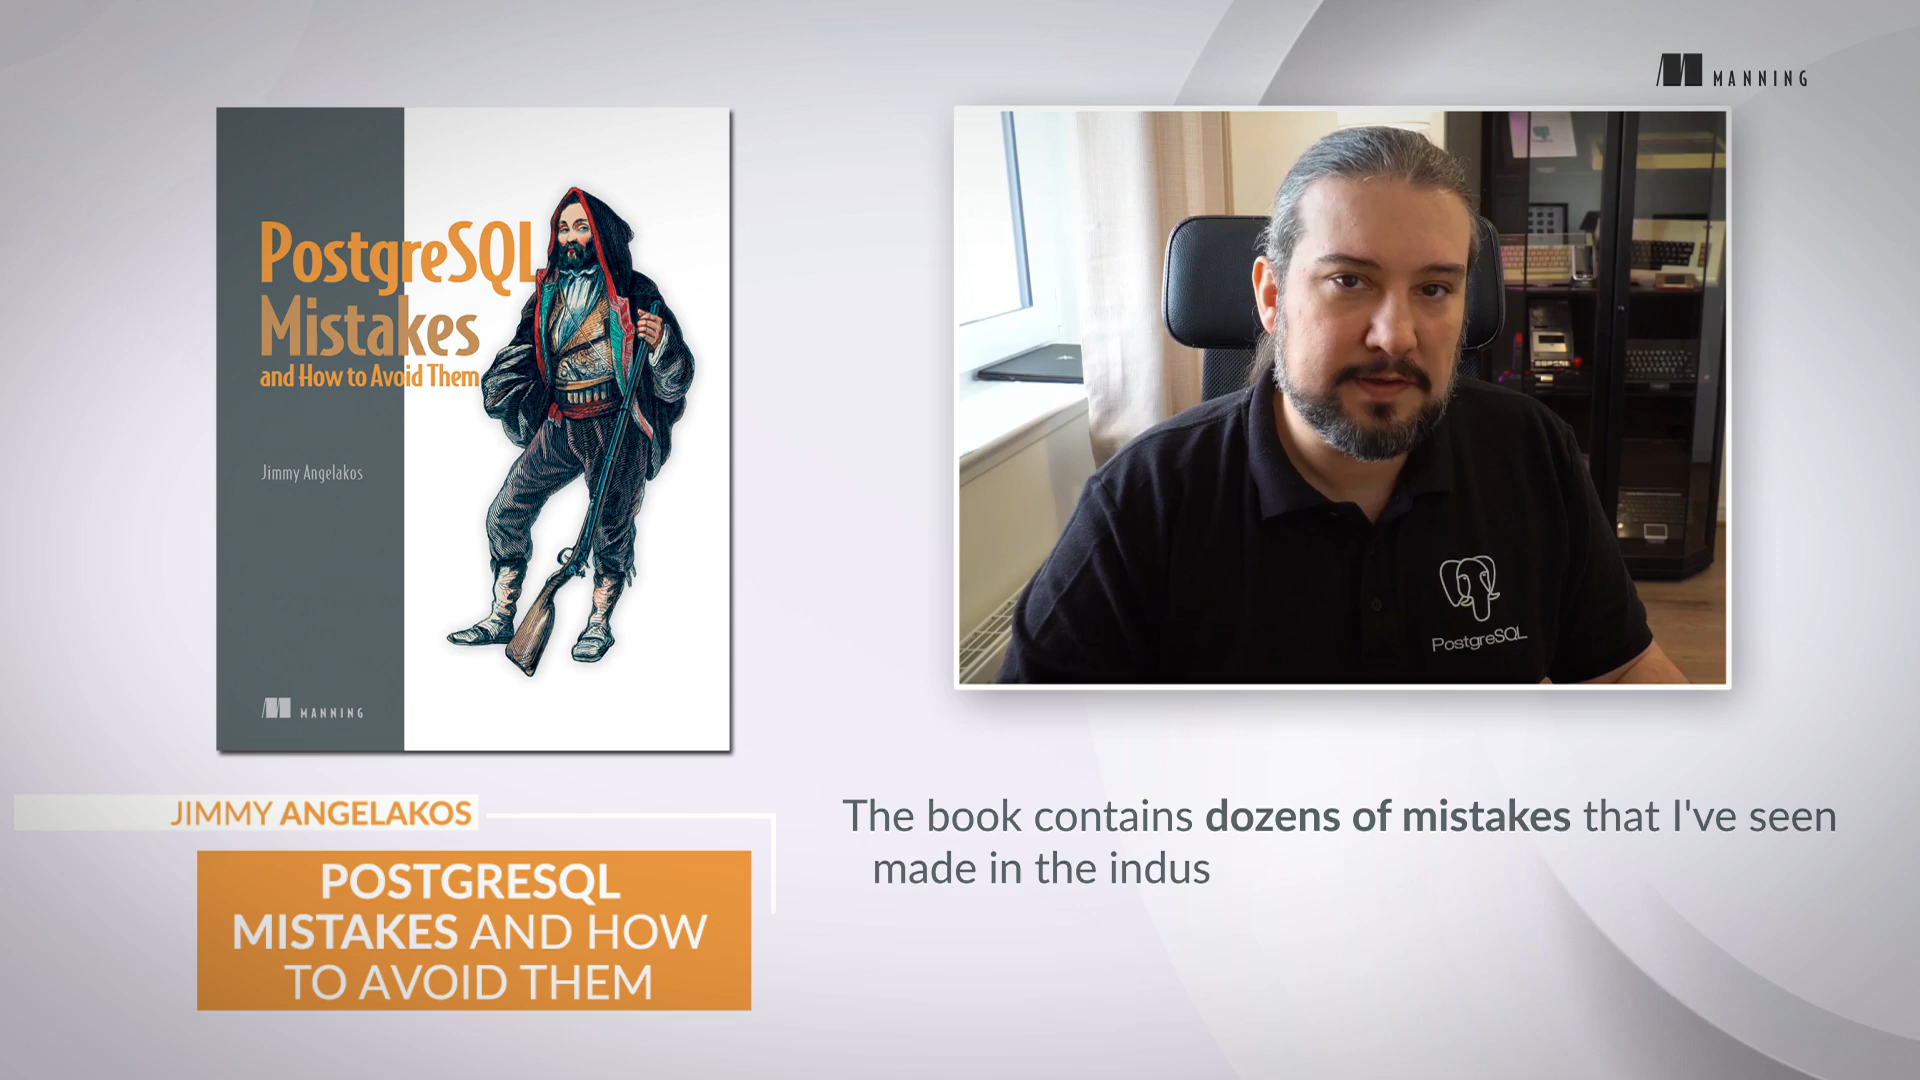 MANNING
PostgreSQL
Mistakes
and How to Avoid Them
Jimmy Angelakos
MANNING
PostgreSQL
JIMMY ANGELAKOS
POSTGRESQL
MISTAKES AND HOW
TO AVOID THEM
The book contains dozens of mistakes that I've seen
made in the indus